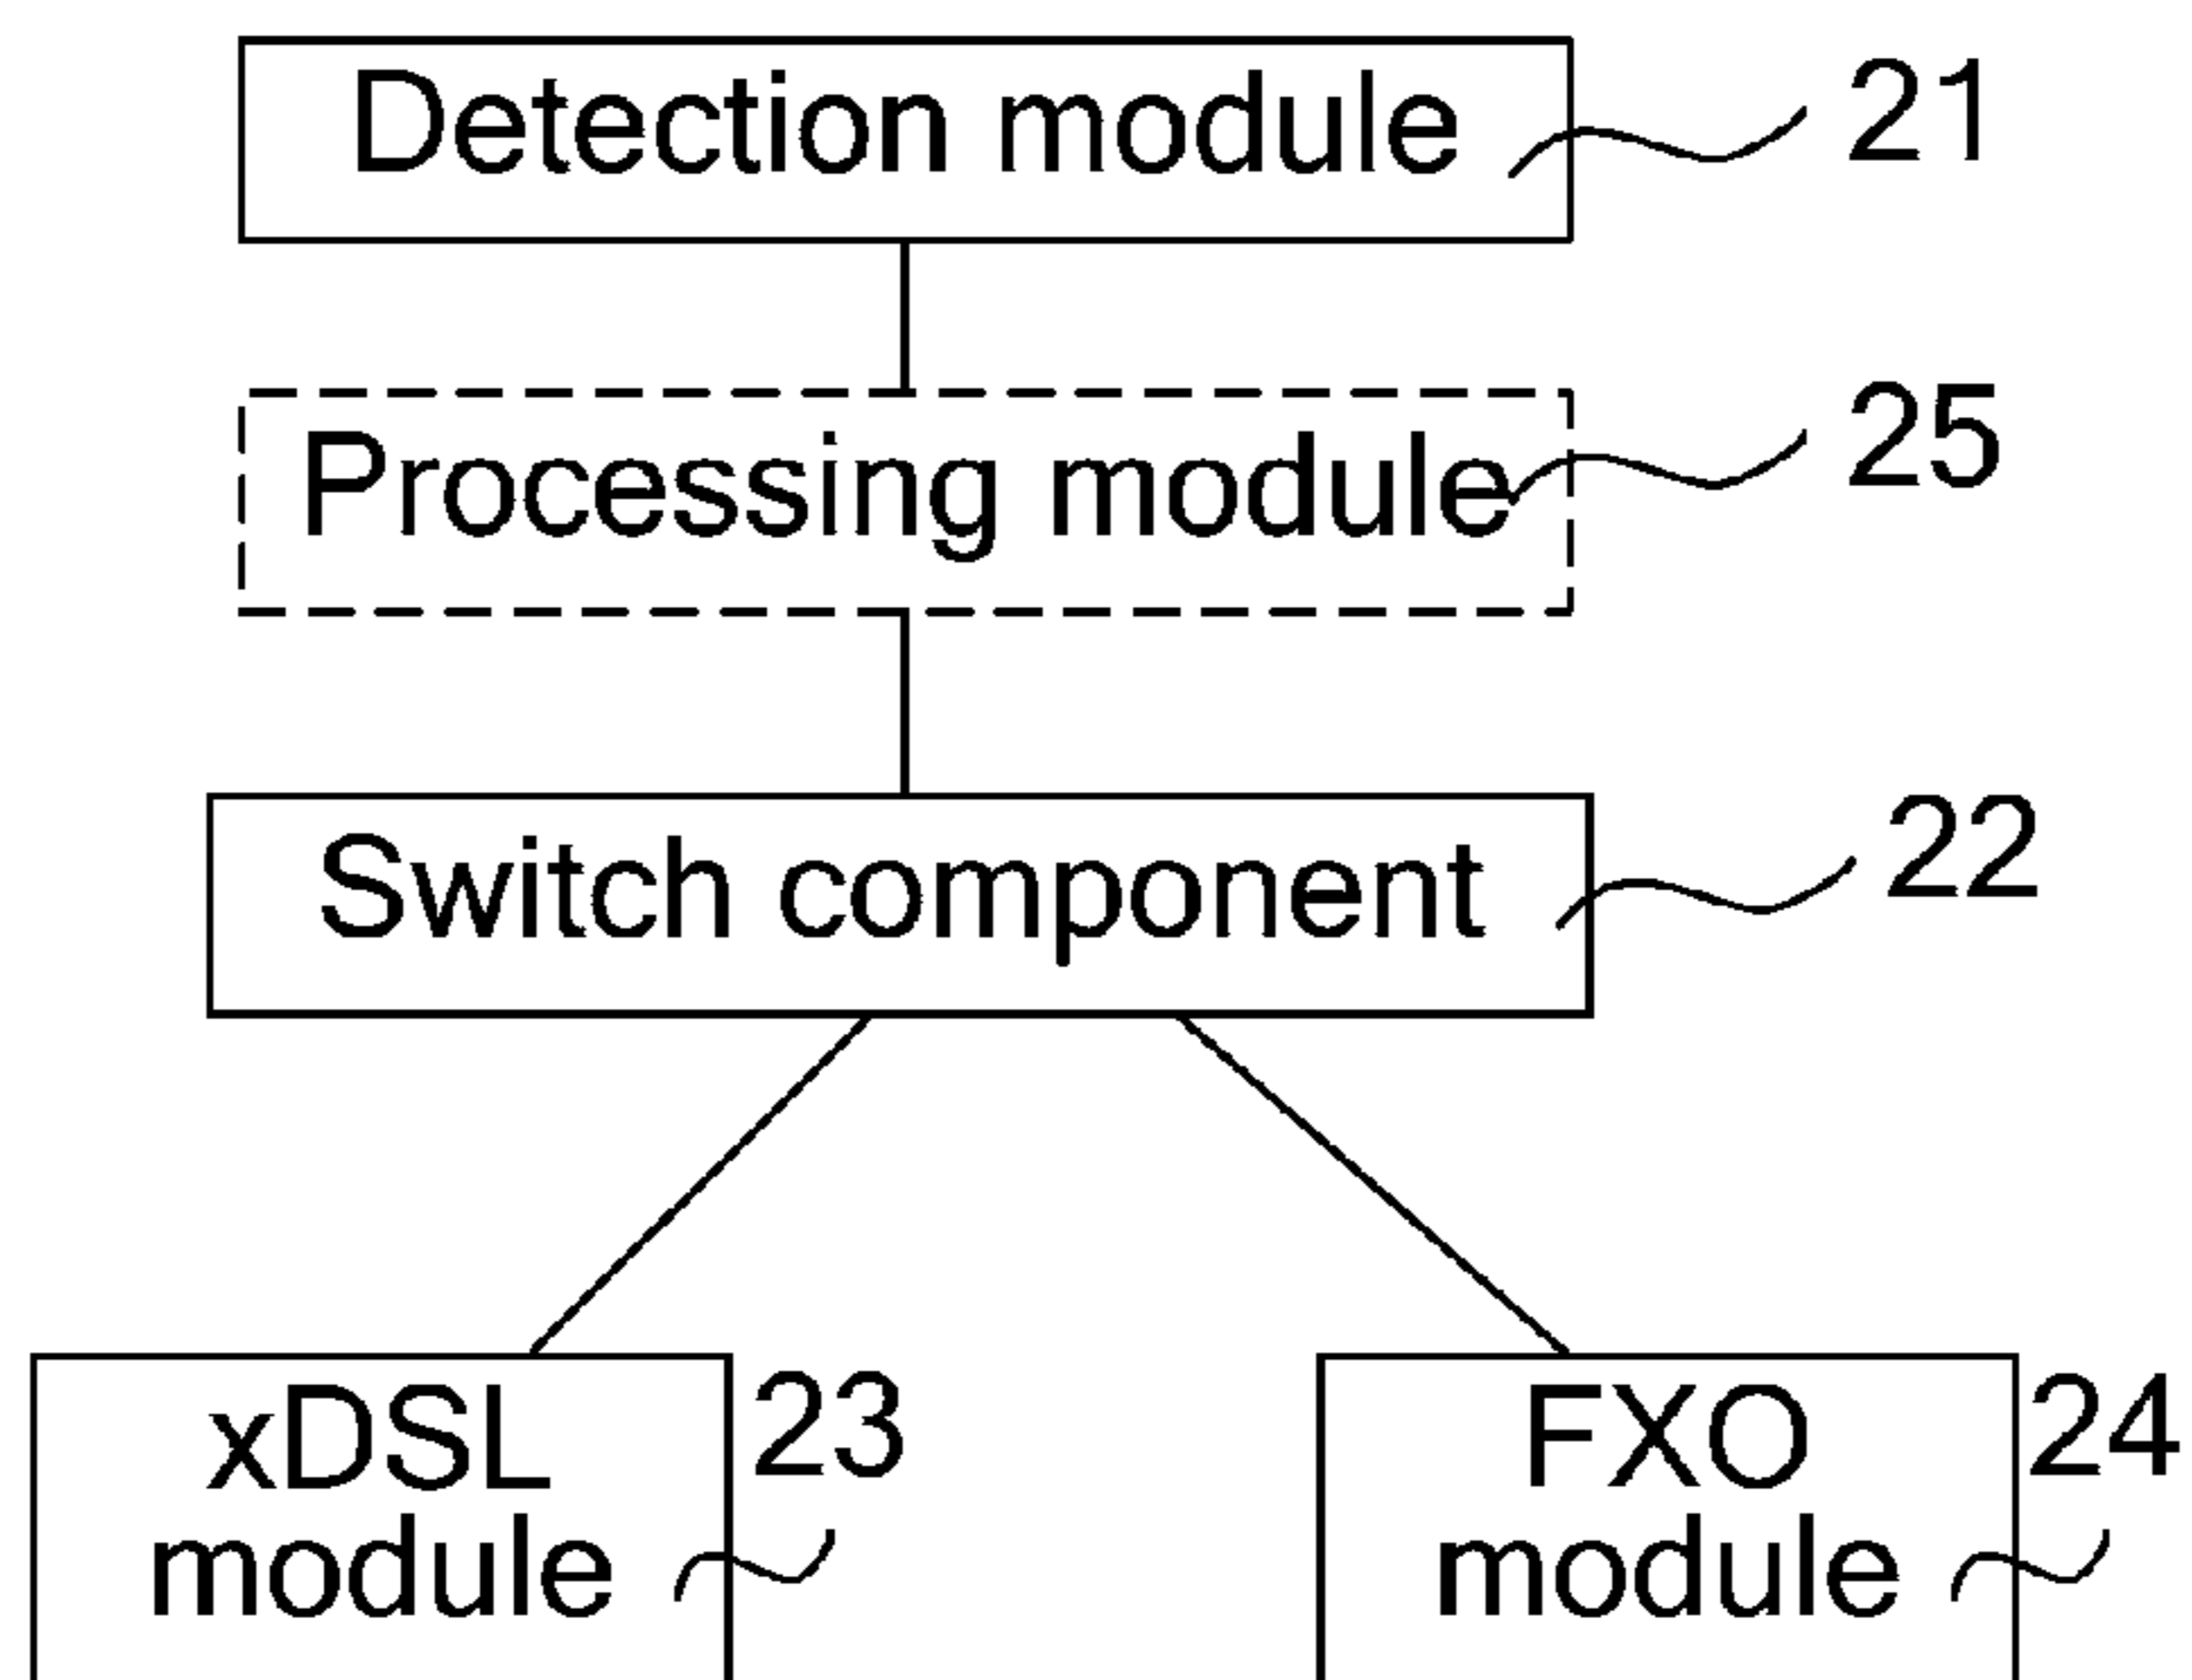 Detection module 21
Processing module 25
Switch component 22
xDSL 23
module
FXO 24
module